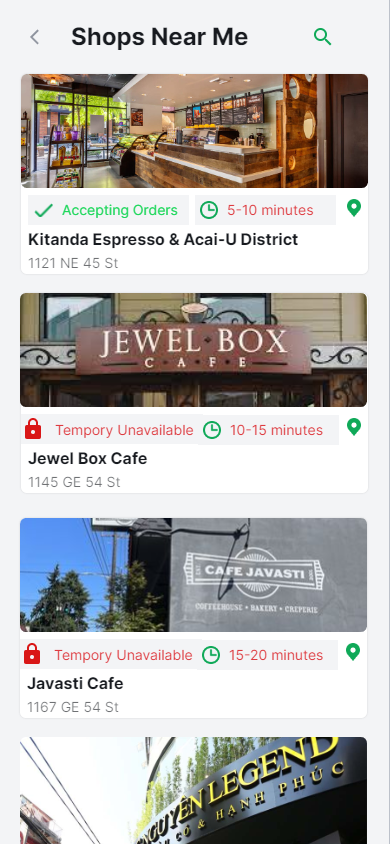 Shops Near Me
Accepting Orders
5-10 minutes
Kitanda Espresso & Acai-U District
1121 NE 45 St
JEWEL·BOX
CAFE
Tempory Unavailable
10-15 minutes
Jewel Box Cafe
1145 GE 54 St
CAFE JAVASTI
COFFEEHOUSE • BAKERY • CREPERIE
Tempory Unavailable
15-20 minutes
Javasti Cafe
1167 GE 54 St
NGUYÊN LEGEND
CÓ & HẠNH PHÚC